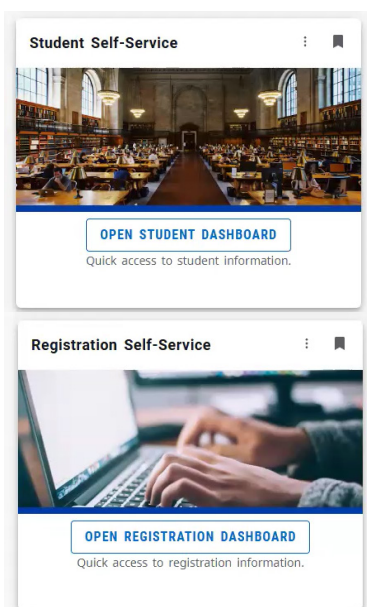 Student Self-Service
OPEN STUDENT DASHBOARD
Quick access to student information.
Registration Self-Service
OPEN REGISTRATION DASHBOARD
Quick access to registration information.